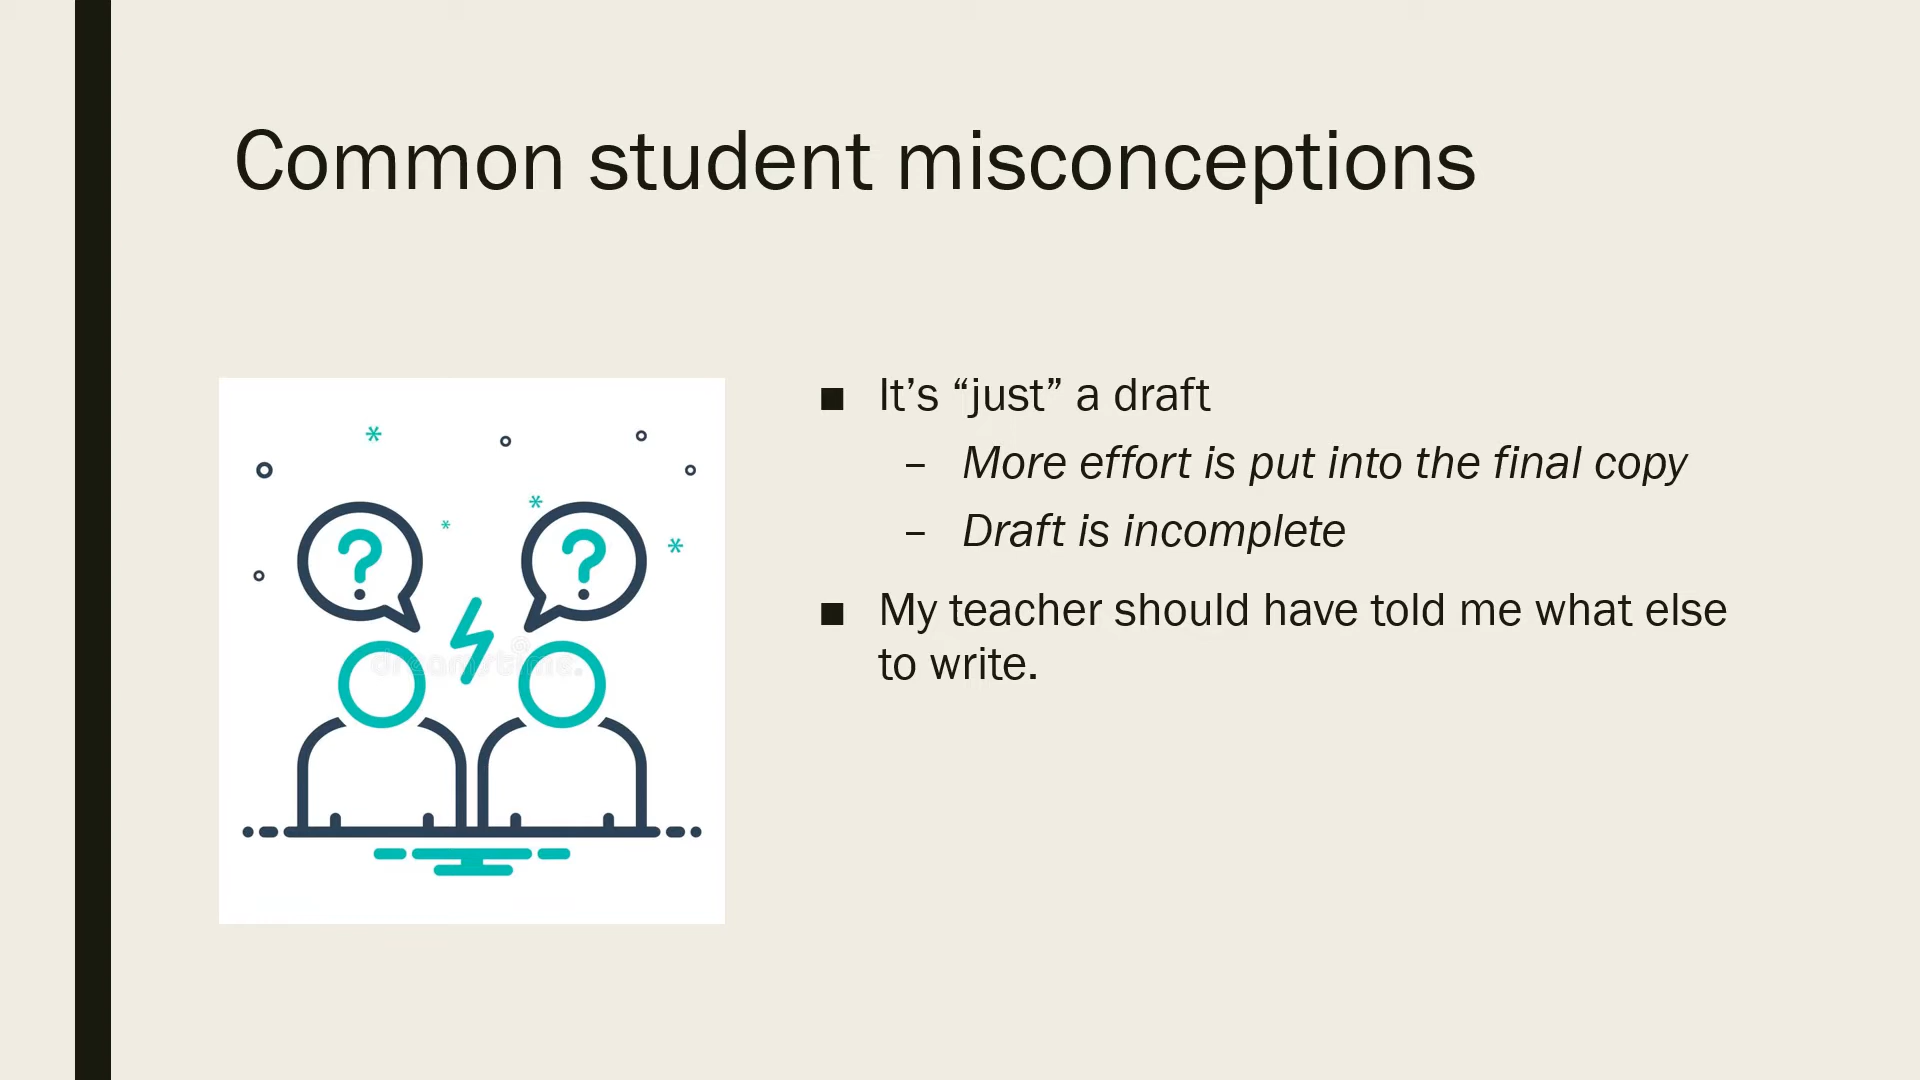 Common student misconceptions
■ It’s “just” a draft
– More effort is put into the final copy
– Draft is incomplete
■ My teacher should have told me what else
to write.
?
?
dreamstime.